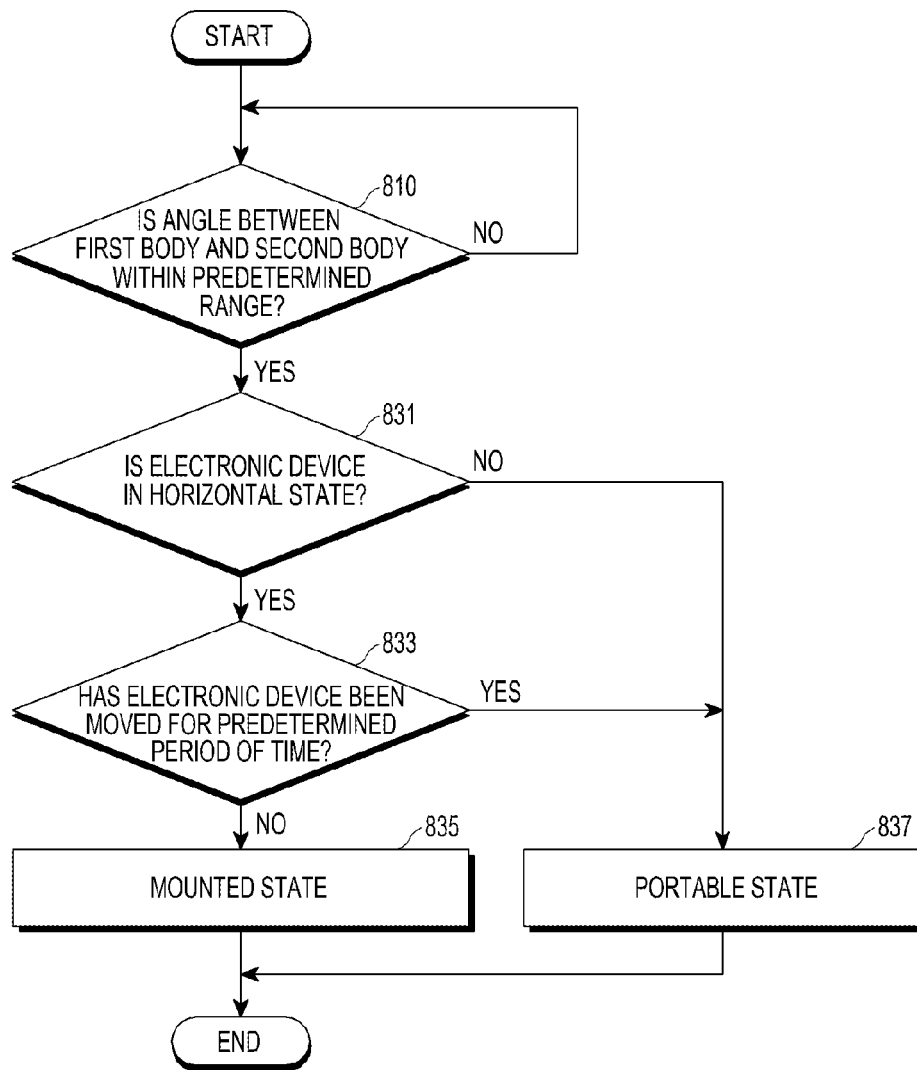 START
810
IS ANGLE BETWEEN
FIRST BODY AND SECOND BODY
WITHIN PREDETERMINED
RANGE?
NO
YES
831
IS ELECTRONIC DEVICE
IN HORIZONTAL STATE?
NO
YES
833
HAS ELECTRONIC DEVICE BEEN
MOVED FOR PREDETERMINED
PERIOD OF TIME?
YES
NO
835
MOUNTED STATE
837
PORTABLE STATE
END